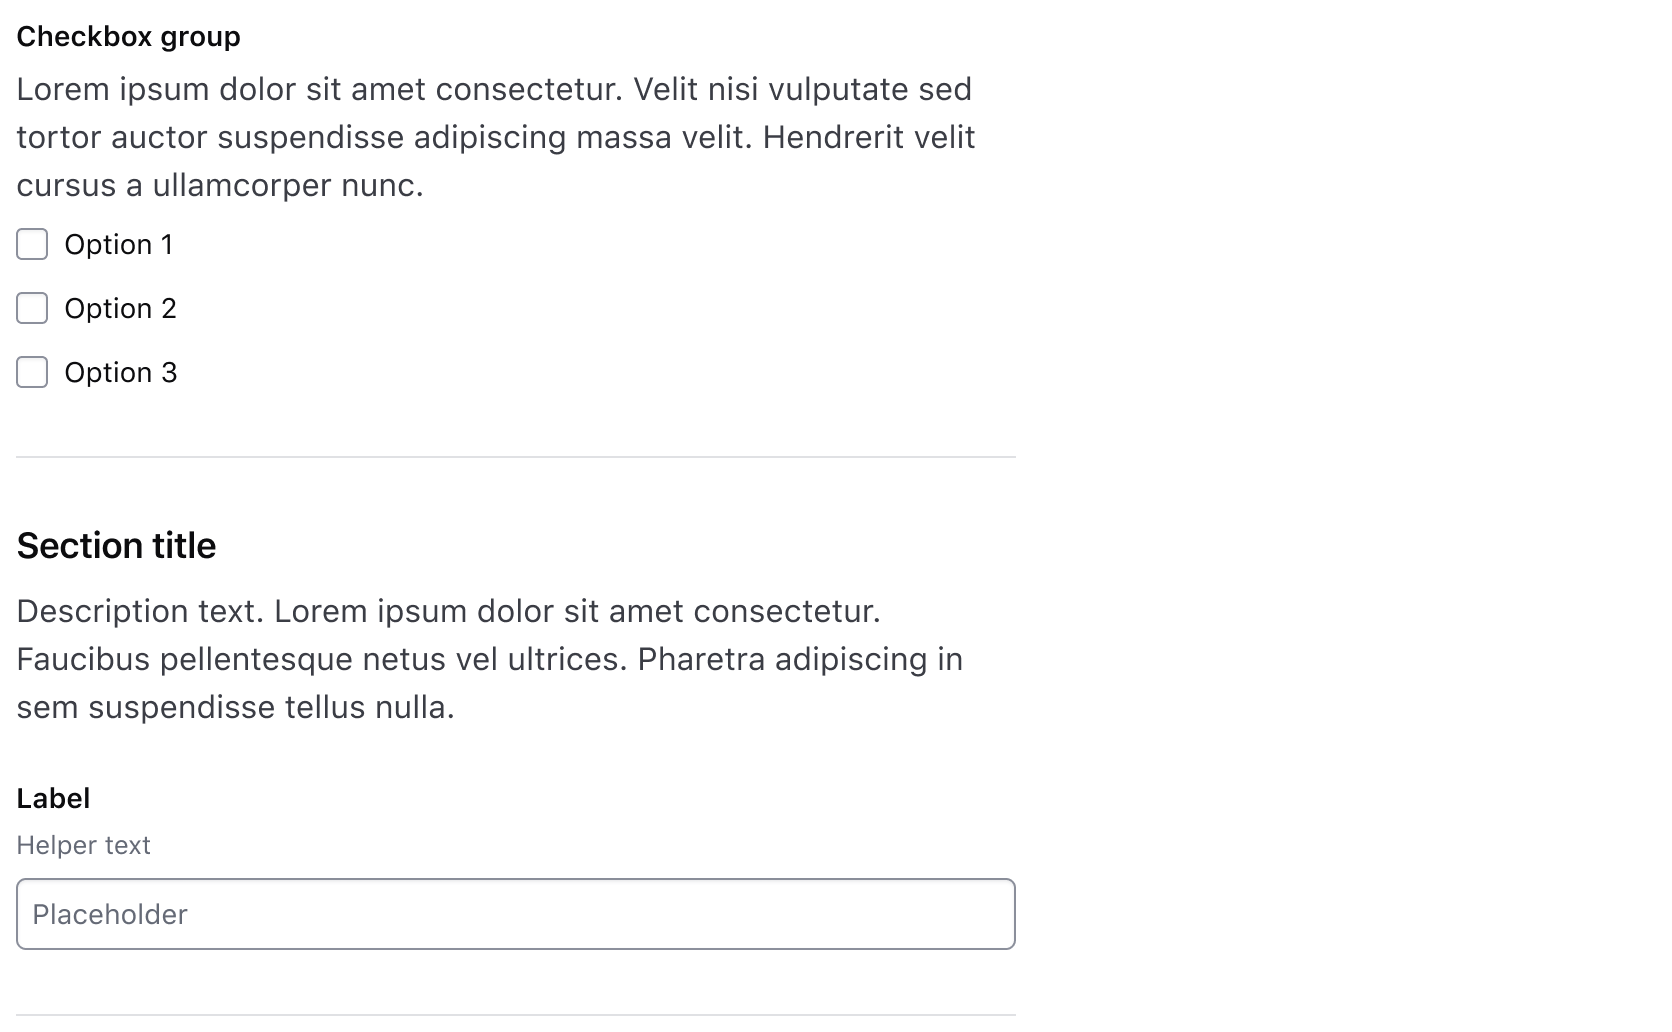 Checkbox group
Lorem ipsum dolor sit amet consectetur. Velit nisi vulputate sed
tortor auctor suspendisse adipiscing massa velit. Hendrerit velit
cursus a ullamcorper nunc.
Option 1
Option 2
Option 3
Section title
Description text. Lorem ipsum dolor sit amet consectetur.
Faucibus pellentesque netus vel ultrices. Pharetra adipiscing in
sem suspendisse tellus nulla.
Label
Helper text
Placeholder